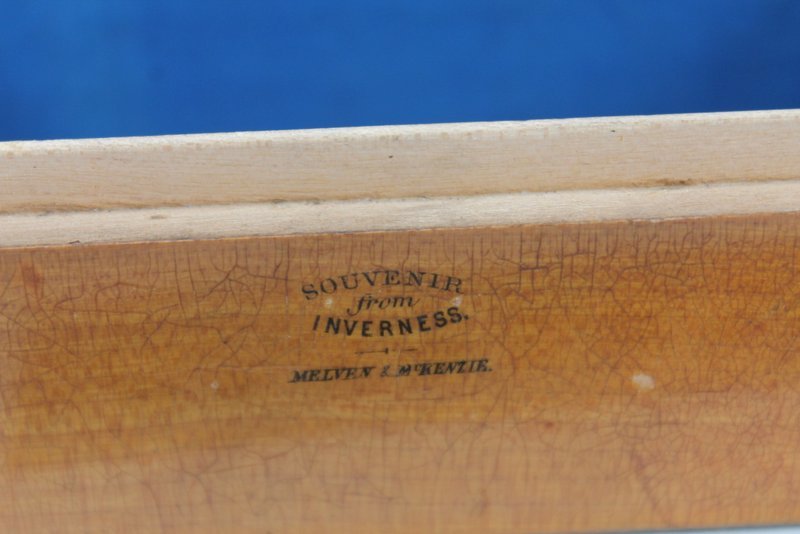 SOUVENIR
from
INVERNESS.
MELVEN & McKENZIE.